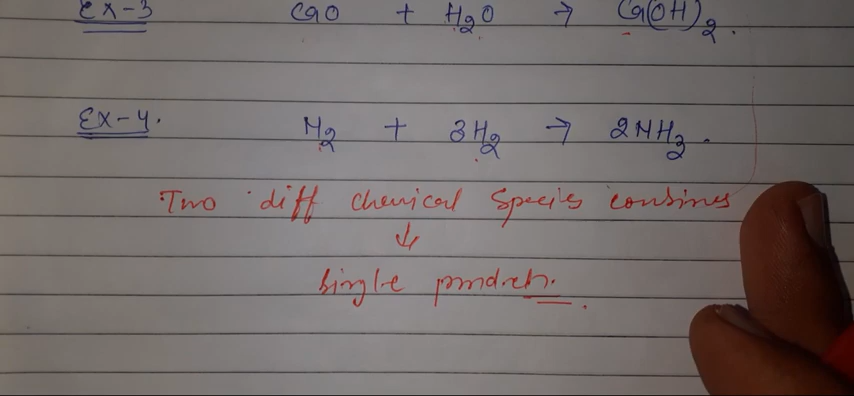 Ex-3 CaO + H2O → Ca(OH)2.
Ex-4. N2 + 3H2 → 2NH3.
Two diff chemical Species combines
↓
Single product.